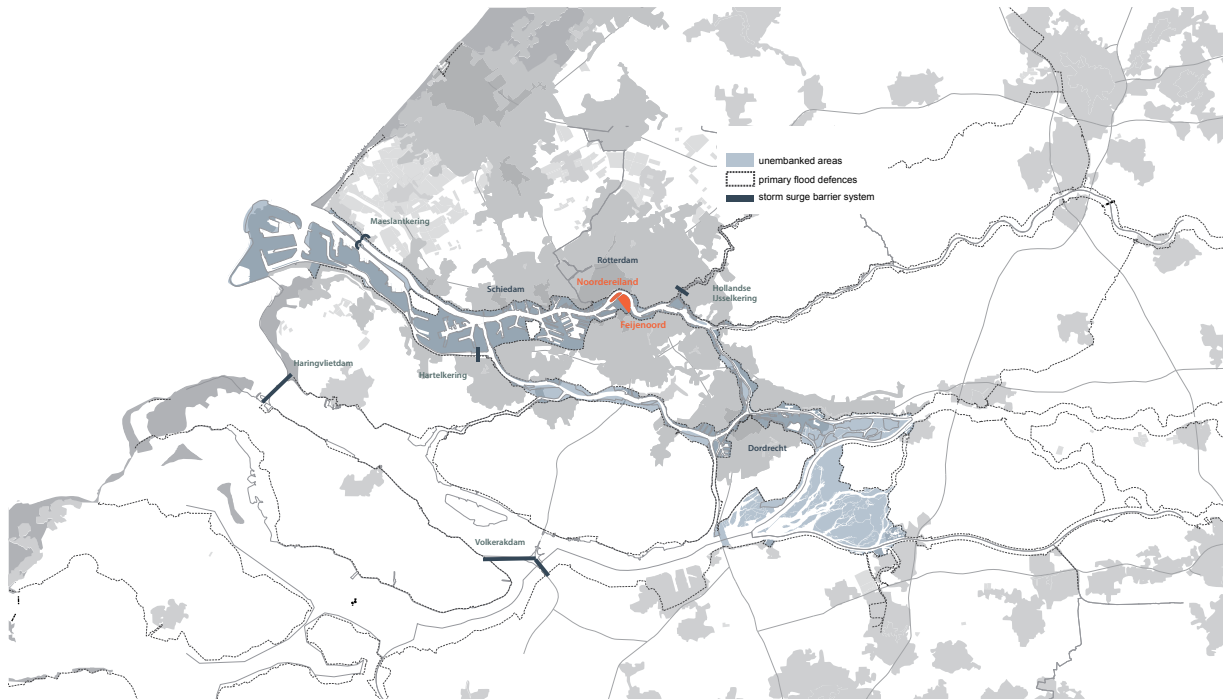 unembanked areas
primary flood defences
storm surge barrier system
Maeslantkering
Rotterdam
Noordereiland
Schiedam
Hollandse
IJsselkering
Feijenoord
Haringvlietdam
Hartelkering
Dordrecht
Volkerakdam